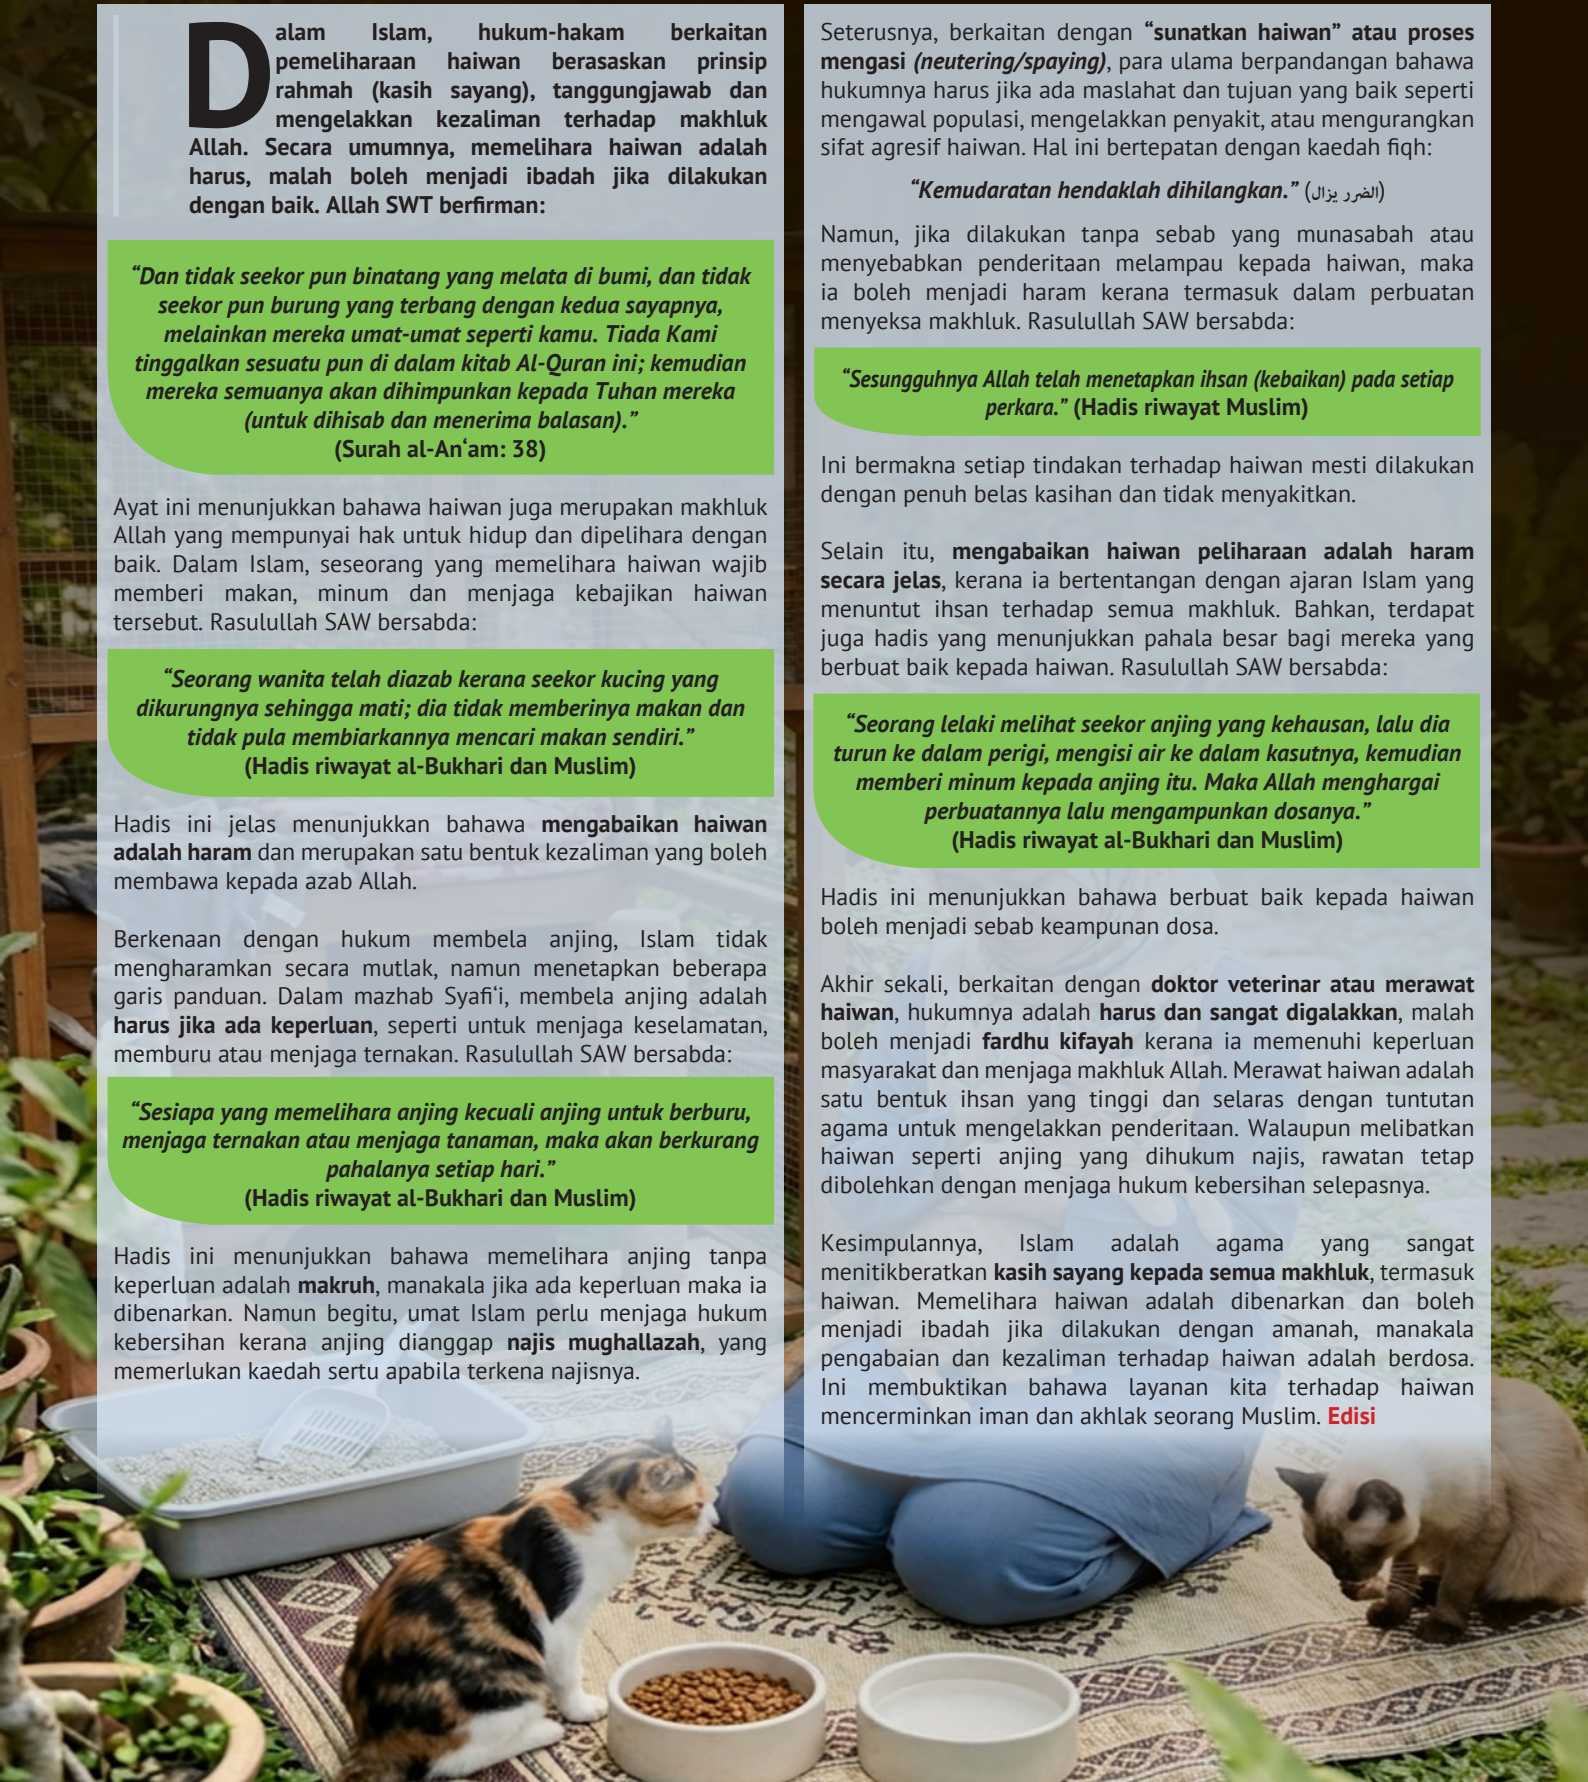 Dalam Islam, hukum-hakam berkaitan
pemeliharaan haiwan berasaskan prinsip
rahmah (kasih sayang), tanggungjawab dan
mengelakkan kezaliman terhadap makhluk
Allah. Secara umumnya, memelihara haiwan adalah
harus, malah boleh menjadi ibadah jika dilakukan
dengan baik. Allah SWT berfirman:
“Dan tidak seekor pun binatang yang melata di bumi, dan tidak
seekor pun burung yang terbang dengan kedua sayapnya,
melainkan mereka umat-umat seperti kamu. Tiada Kami
tinggalkan sesuatu pun di dalam kitab Al-Quran ini; kemudian
mereka semuanya akan dihimpunkan kepada Tuhan mereka
(untuk dihisab dan menerima balasan).”
(Surah al-An‘am: 38)
Ayat ini menunjukkan bahawa haiwan juga merupakan makhluk
Allah yang mempunyai hak untuk hidup dan dipelihara dengan
baik. Dalam Islam, seseorang yang memelihara haiwan wajib
memberi makan, minum dan menjaga kebajikan haiwan
tersebut. Rasulullah SAW bersabda:
“Seorang wanita telah diazab kerana seekor kucing yang
dikurungnya sehingga mati; dia tidak memberinya makan dan
tidak pula membiarkannya mencari makan sendiri.”
(Hadis riwayat al-Bukhari dan Muslim)
Hadis ini jelas menunjukkan bahawa mengabaikan haiwan
adalah haram dan merupakan satu bentuk kezaliman yang boleh
membawa kepada azab Allah.
Berkenaan dengan hukum membela anjing, Islam tidak
mengharamkan secara mutlak, namun menetapkan beberapa
garis panduan. Dalam mazhab Syafi‘i, membela anjing adalah
harus jika ada keperluan, seperti untuk menjaga keselamatan,
memburu atau menjaga ternakan. Rasulullah SAW bersabda:
“Sesiapa yang memelihara anjing kecuali anjing untuk berburu,
menjaga ternakan atau menjaga tanaman, maka akan berkurang
pahalanya setiap hari.”
(Hadis riwayat al-Bukhari dan Muslim)
Hadis ini menunjukkan bahawa memelihara anjing tanpa
keperluan adalah makruh, manakala jika ada keperluan maka ia
dibenarkan. Namun begitu, umat Islam perlu menjaga hukum
kebersihan kerana anjing dianggap najis mughallazah, yang
memerlukan kaedah sertu apabila terkena najisnya.
Seterusnya, berkaitan dengan “sunatkan haiwan” atau proses
mengasi (neutering/spaying), para ulama berpandangan bahawa
hukumnya harus jika ada maslahat dan tujuan yang baik seperti
mengawal populasi, mengelakkan penyakit, atau mengurangkan
sifat agresif haiwan. Hal ini bertepatan dengan kaedah fiqh:
“Kemudaratan hendaklah dihilangkan.” (الضرر يزال)
Namun, jika dilakukan tanpa sebab yang munasabah atau
menyebabkan penderitaan melampau kepada haiwan, maka
ia boleh menjadi haram kerana termasuk dalam perbuatan
menyeksa makhluk. Rasulullah SAW bersabda:
“Sesungguhnya Allah telah menetapkan ihsan (kebaikan) pada setiap
perkara.” (Hadis riwayat Muslim)
Ini bermakna setiap tindakan terhadap haiwan mesti dilakukan
dengan penuh belas kasihan dan tidak menyakitkan.
Selain itu, mengabaikan haiwan peliharaan adalah haram
secara jelas, kerana ia bertentangan dengan ajaran Islam yang
menuntut ihsan terhadap semua makhluk. Bahkan, terdapat
juga hadis yang menunjukkan pahala besar bagi mereka yang
berbuat baik kepada haiwan. Rasulullah SAW bersabda:
“Seorang lelaki melihat seekor anjing yang kehausan, lalu dia
turun ke dalam perigi, mengisi air ke dalam kasutnya, kemudian
memberi minum kepada anjing itu. Maka Allah menghargai
perbuatannya lalu mengampunkan dosanya.”
(Hadis riwayat al-Bukhari dan Muslim)
Hadis ini menunjukkan bahawa berbuat baik kepada haiwan
boleh menjadi sebab keampunan dosa.
Akhir sekali, berkaitan dengan doktor veterinar atau merawat
haiwan, hukumnya adalah harus dan sangat digalakkan, malah
boleh menjadi fardhu kifayah kerana ia memenuhi keperluan
masyarakat dan menjaga makhluk Allah. Merawat haiwan adalah
satu bentuk ihsan yang tinggi dan selaras dengan tuntutan
agama untuk mengelakkan penderitaan. Walaupun melibatkan
haiwan seperti anjing yang dihukum najis, rawatan tetap
dibolehkan dengan menjaga hukum kebersihan selepasnya.
Kesimpulannya, Islam adalah agama yang sangat
menitikberatkan kasih sayang kepada semua makhluk, termasuk
haiwan. Memelihara haiwan adalah dibenarkan dan boleh
menjadi ibadah jika dilakukan dengan amanah, manakala
pengabaian dan kezaliman terhadap haiwan adalah berdosa.
Ini membuktikan bahawa layanan kita terhadap haiwan
mencerminkan iman dan akhlak seorang Muslim. Edisi